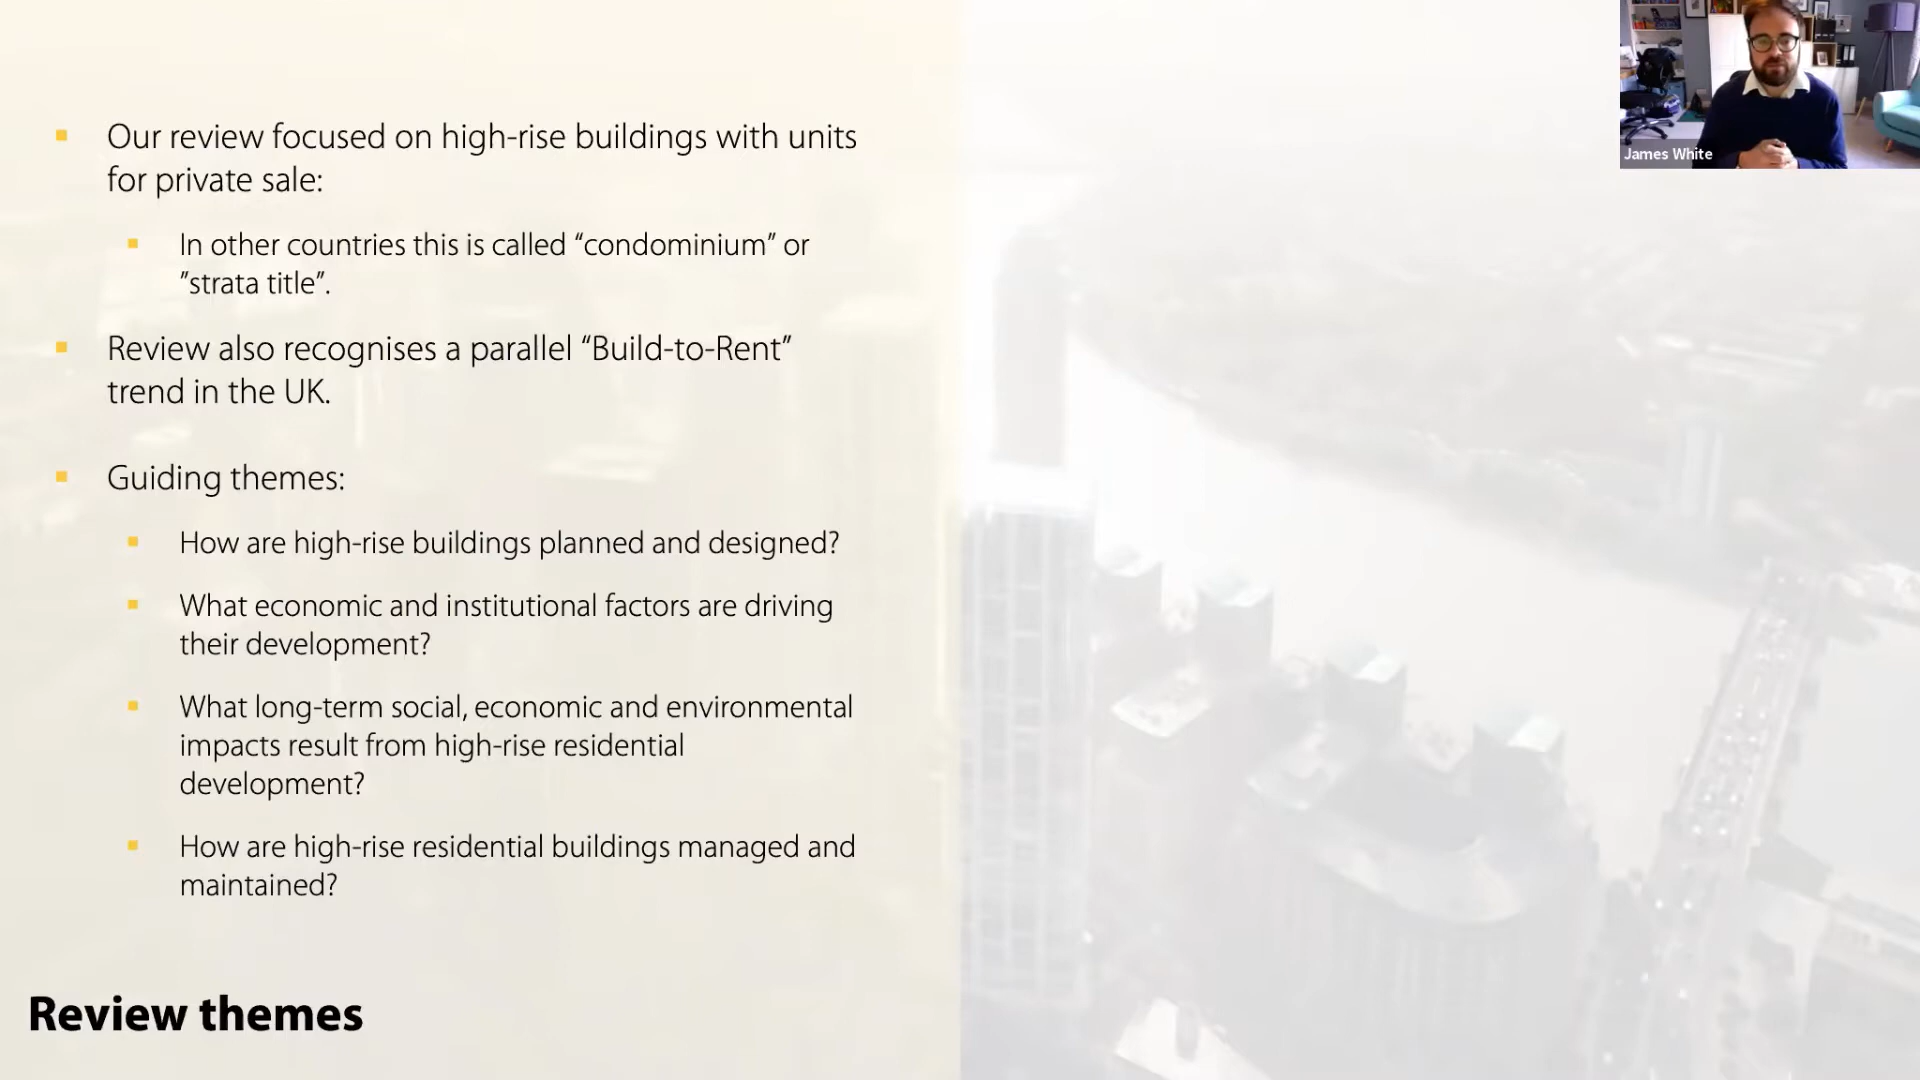 Our review focused on high-rise buildings with units
for private sale:
In other countries this is called “condominium” or
”strata title”.
Review also recognises a parallel “Build-to-Rent”
trend in the UK.
Guiding themes:
How are high-rise buildings planned and designed?
What economic and institutional factors are driving
their development?
What long-term social, economic and environmental
impacts result from high-rise residential
development?
How are high-rise residential buildings managed and
maintained?
Review themes
James White